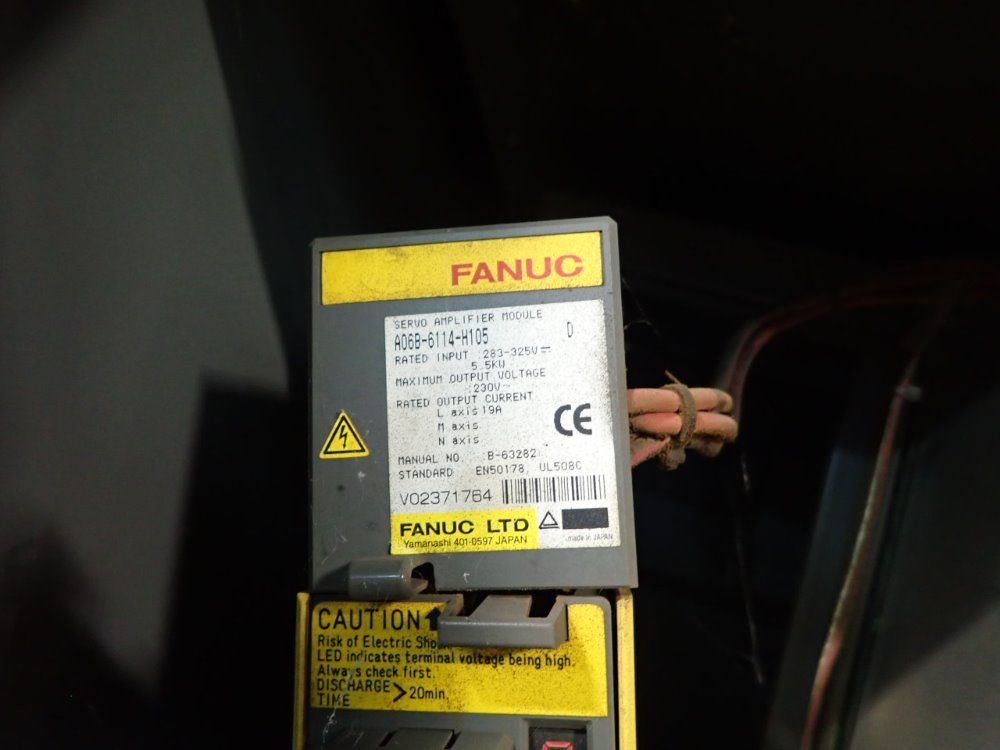 FANUC
SERVO AMPLIFIER MODULE
A06B-6114-H105 D
RATED INPUT :283-325V⎓
5.5KW
MAXIMUM OUTPUT VOLTAGE
:230V~
RATED OUTPUT CURRENT
L axis 19A
M axis
N axis
CE
MANUAL NO. :B-63282
STANDARD EN50178, UL508C
V02371764
FANUC LTD
Yamanashi 401-0597 JAPAN
made in JAPAN
CAUTION
Risk of Electric
LED indicates terminal voltage being high.
Always check first.
DISCHARGE TIME > 20min.